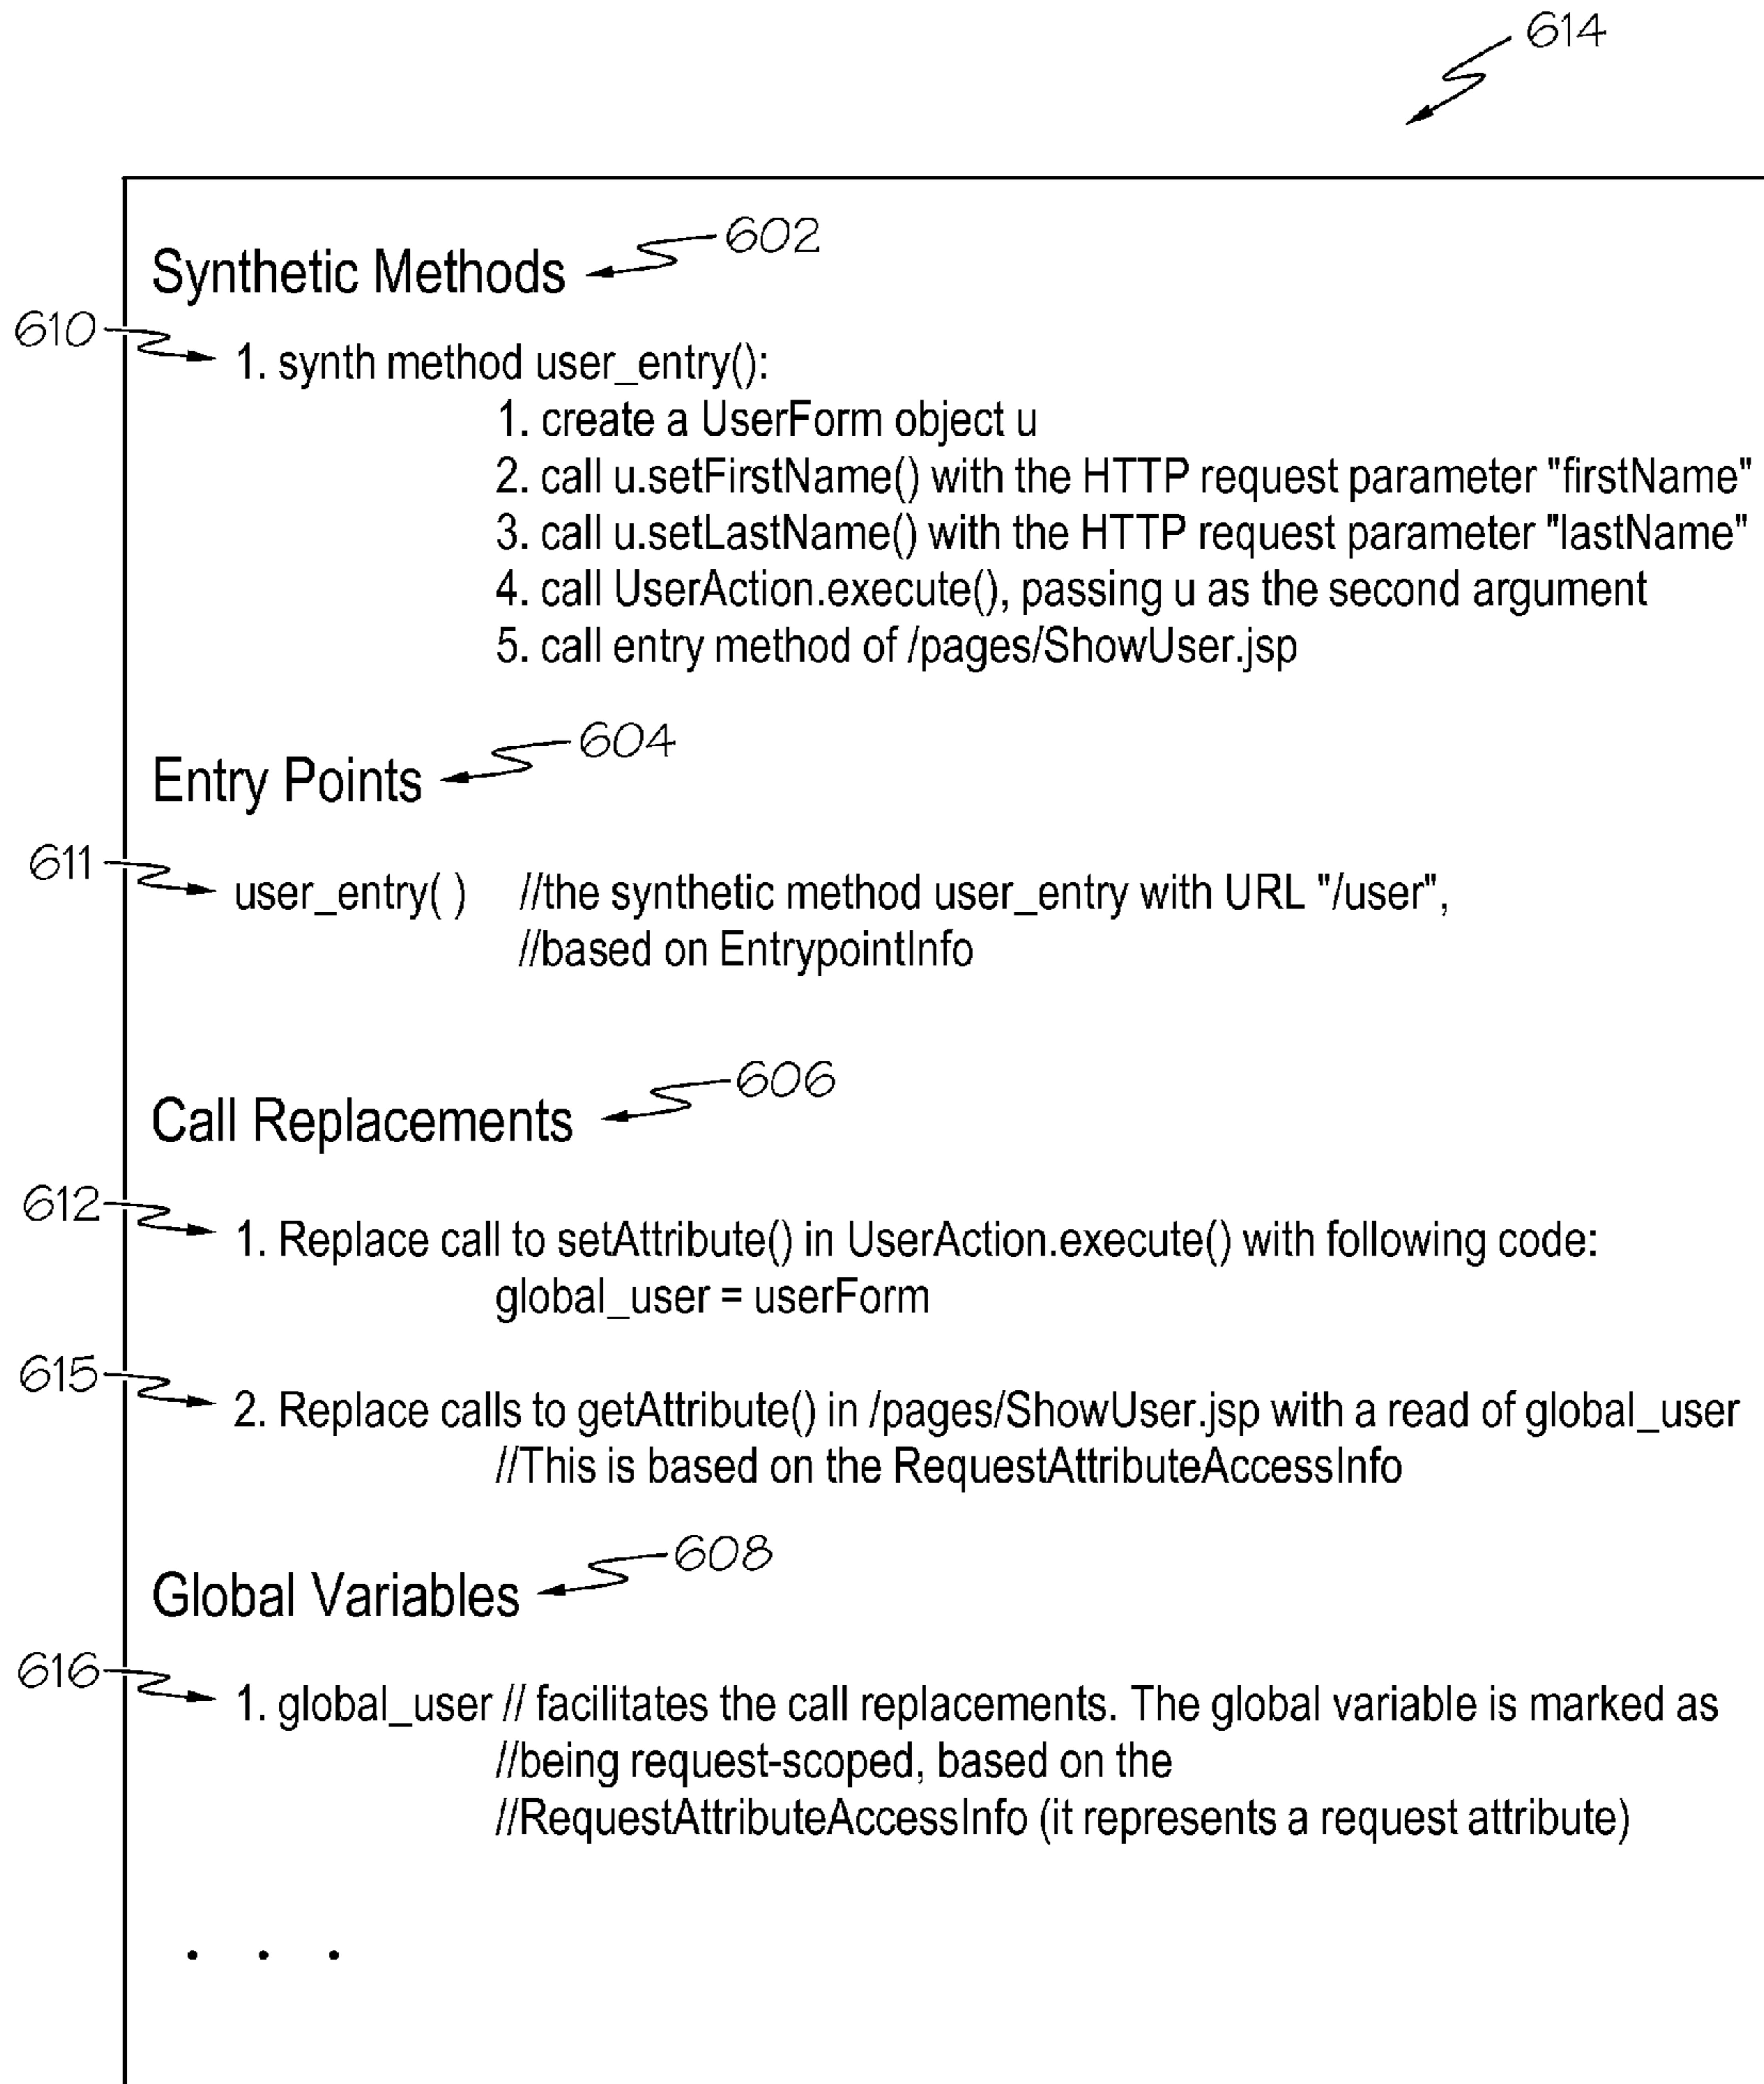 614
Synthetic Methods 602
610 1. synth method user_entry():
1. create a UserForm object u
2. call u.setFirstName() with the HTTP request parameter "firstName"
3. call u.setLastName() with the HTTP request parameter "lastName"
4. call UserAction.execute(), passing u as the second argument
5. call entry method of /pages/ShowUser.jsp
Entry Points 604
611 user_entry( ) //the synthetic method user_entry with URL "/user",
//based on EntrypointInfo
Call Replacements 606
612 1. Replace call to setAttribute() in UserAction.execute() with following code:
global_user = userForm
615 2. Replace calls to getAttribute() in /pages/ShowUser.jsp with a read of global_user
//This is based on the RequestAttributeAccessInfo
Global Variables 608
616 1. global_user // facilitates the call replacements. The global variable is marked as
//being request-scoped, based on the
//RequestAttributeAccessInfo (it represents a request attribute)
. . .